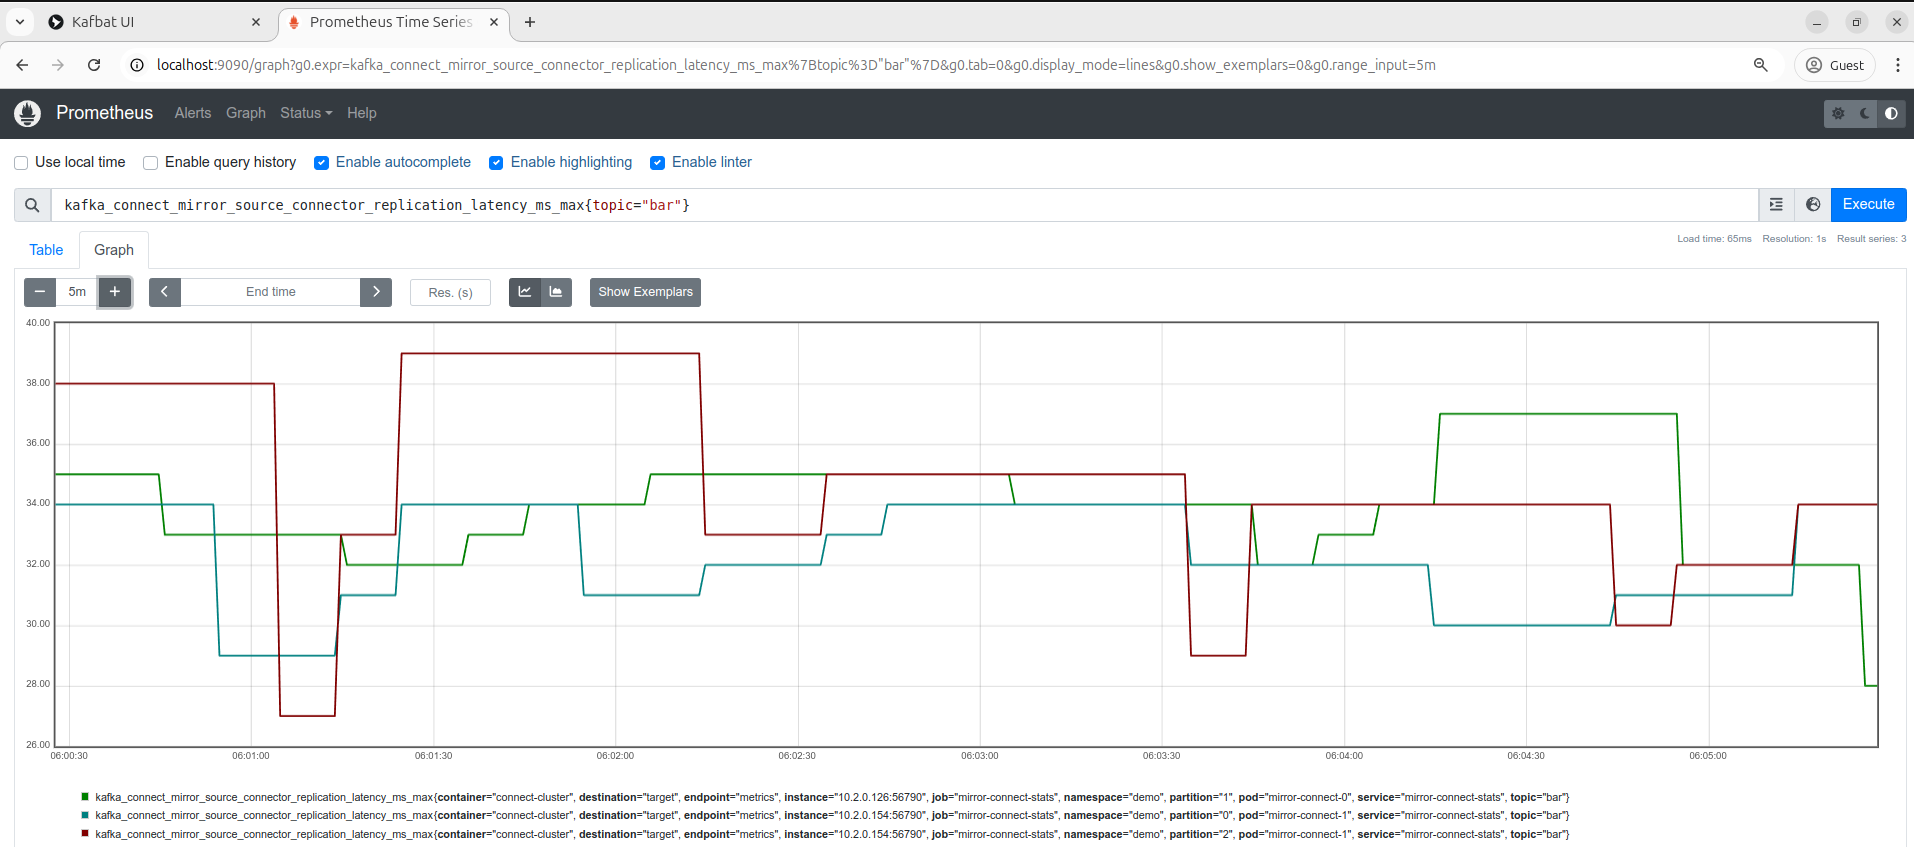 Kafbat UI
Prometheus Time Series
localhost:9090/graph?g0.expr=kafka_connect_mirror_source_connector_replication_latency_ms_max%7Btopic%3D"bar"%7D&g0.tab=0&g0.display_mode=lines&g0.show_exemplars=0&g0.range_input=5m
Guest
Prometheus Alerts Graph Status Help
Use local time Enable query history Enable autocomplete Enable highlighting Enable linter
kafka_connect_mirror_source_connector_replication_latency_ms_max{topic="bar"}
Execute
Table Graph
Load time: 65ms Resolution: 1s Result series: 3
5m End time Res. (s) Show Exemplars
40.00
38.00
36.00
34.00
32.00
30.00
28.00
26.00
06:00:30 06:01:00 06:01:30 06:02:00 06:02:30 06:03:00 06:03:30 06:04:00 06:04:30 06:05:00
kafka_connect_mirror_source_connector_replication_latency_ms_max{container="connect-cluster", destination="target", endpoint="metrics", instance="10.2.0.126:56790", job="mirror-connect-stats", namespace="demo", partition="1", pod="mirror-connect-0", service="mirror-connect-stats", topic="bar"}
kafka_connect_mirror_source_connector_replication_latency_ms_max{container="connect-cluster", destination="target", endpoint="metrics", instance="10.2.0.154:56790", job="mirror-connect-stats", namespace="demo", partition="0", pod="mirror-connect-1", service="mirror-connect-stats", topic="bar"}
kafka_connect_mirror_source_connector_replication_latency_ms_max{container="connect-cluster", destination="target", endpoint="metrics", instance="10.2.0.154:56790", job="mirror-connect-stats", namespace="demo", partition="2", pod="mirror-connect-1", service="mirror-connect-stats", topic="bar"}